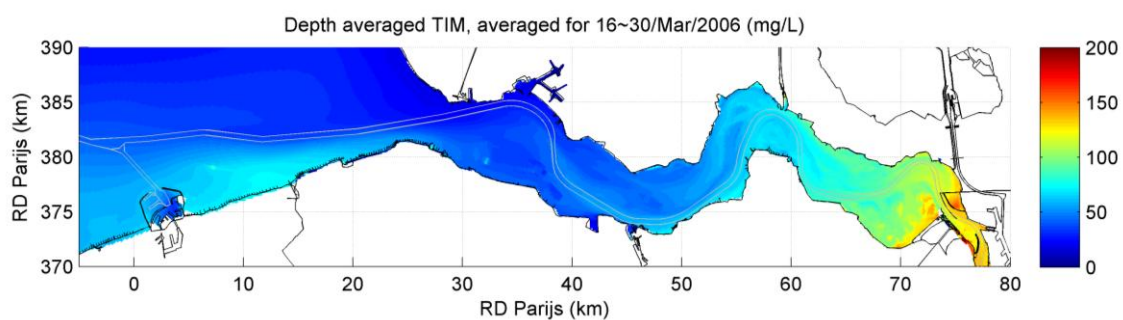 Depth averaged TIM, averaged for 16~30/Mar/2006 (mg/L)
RD Parijs (km)
390
385
380
375
370
0 10 20 30 40 50 60 70 80
RD Parijs (km)
200
150
100
50
0